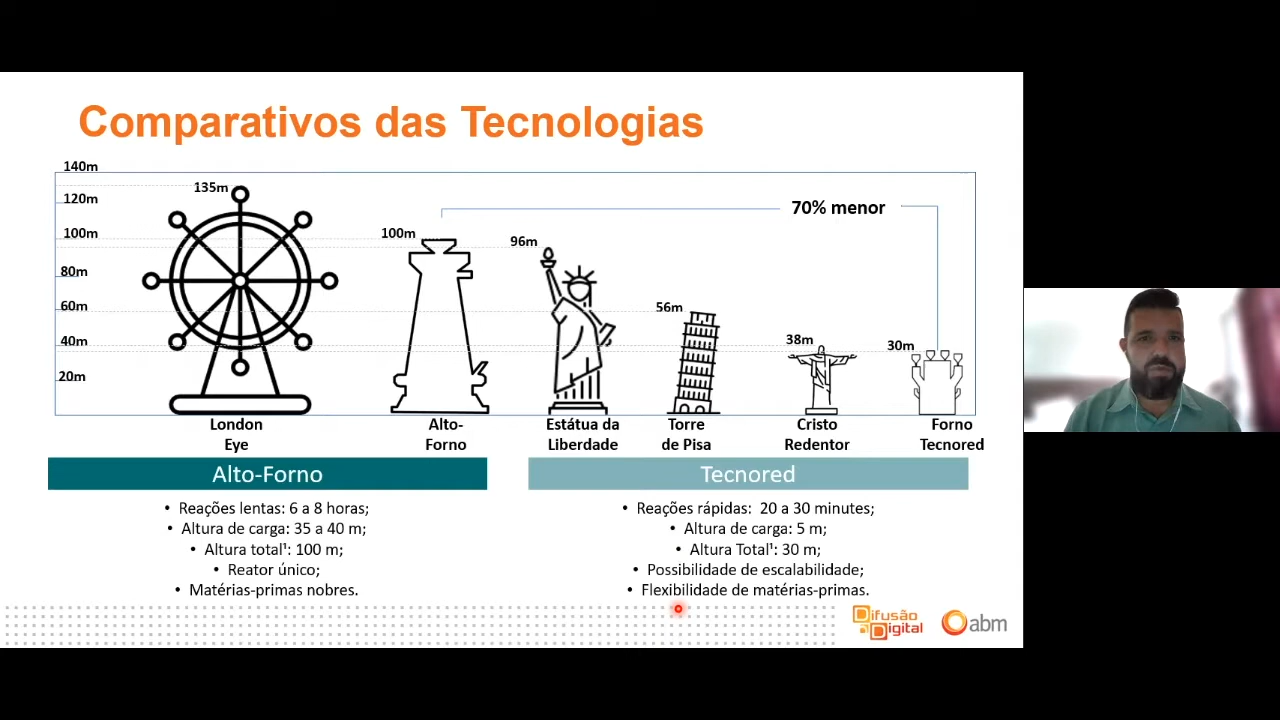 Comparativos das Tecnologias
140m
120m
100m
80m
60m
40m
20m
135m
100m
96m
56m
38m
30m
70% menor
London
Eye
Alto-
Forno
Estátua da
Liberdade
Torre
de Pisa
Cristo
Redentor
Forno
Tecnored
Alto-Forno
• Reações lentas: 6 a 8 horas;
• Altura de carga: 35 a 40 m;
• Altura total¹: 100 m;
• Reator único;
• Matérias-primas nobres.
Tecnored
• Reações rápidas: 20 a 30 minutes;
• Altura de carga: 5 m;
• Altura Total¹: 30 m;
• Possibilidade de escalabilidade;
• Flexibilidade de matérias-primas.
Difusão
Digital
abm